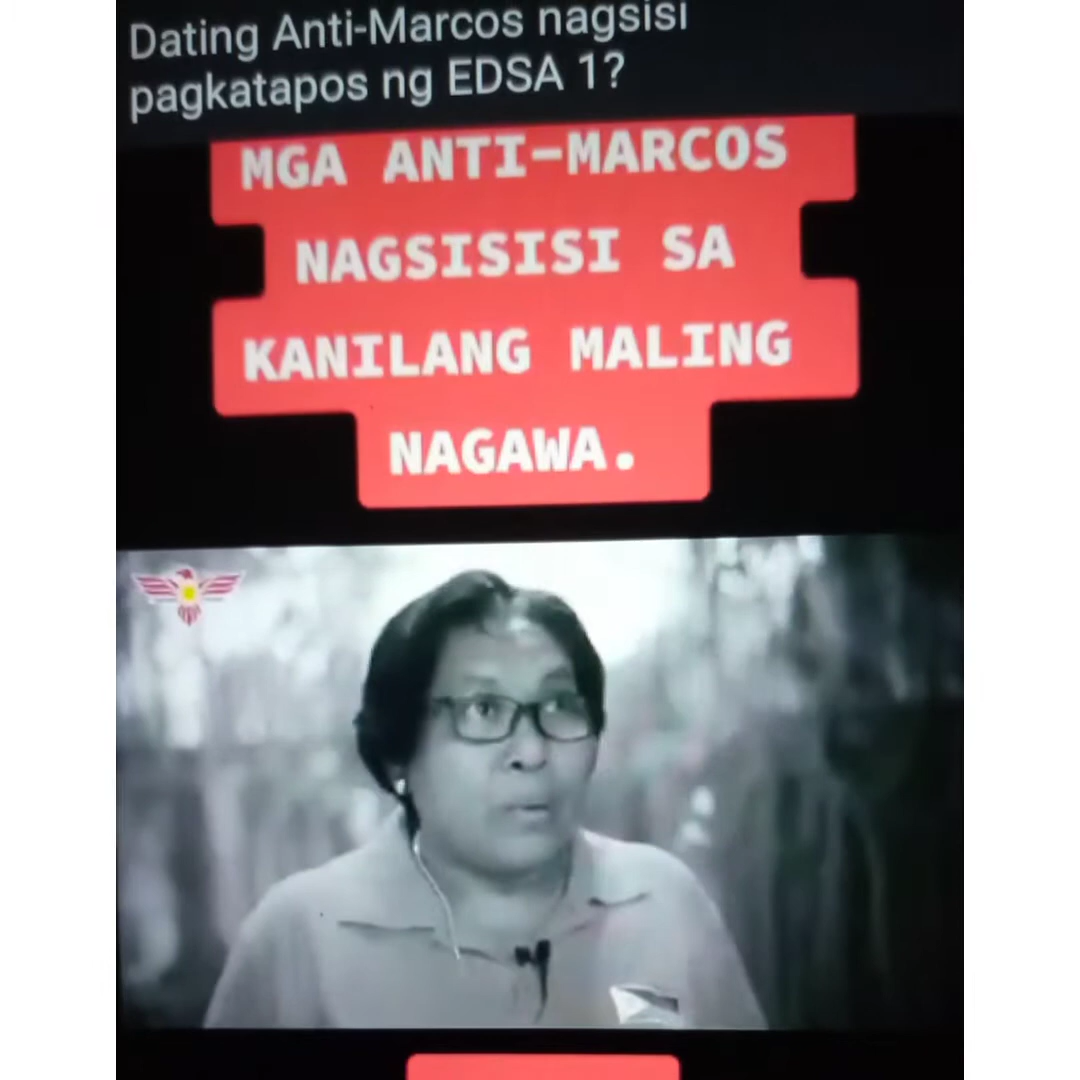 Dating Anti-Marcos nagsisi
pagkatapos ng EDSA 1?
MGA ANTI-MARCOS
NAGSISISI SA
KANILANG MALING
NAGAWA.